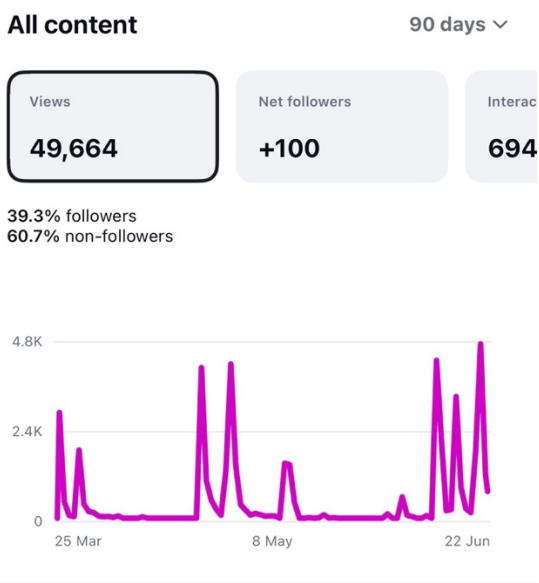 All content
90 days
Views
Net followers
Interac
49,664
+100
694
39.3% followers
60.7% non-followers
4.8K
2.4K
0
25 Mar
8 May
22 Jun